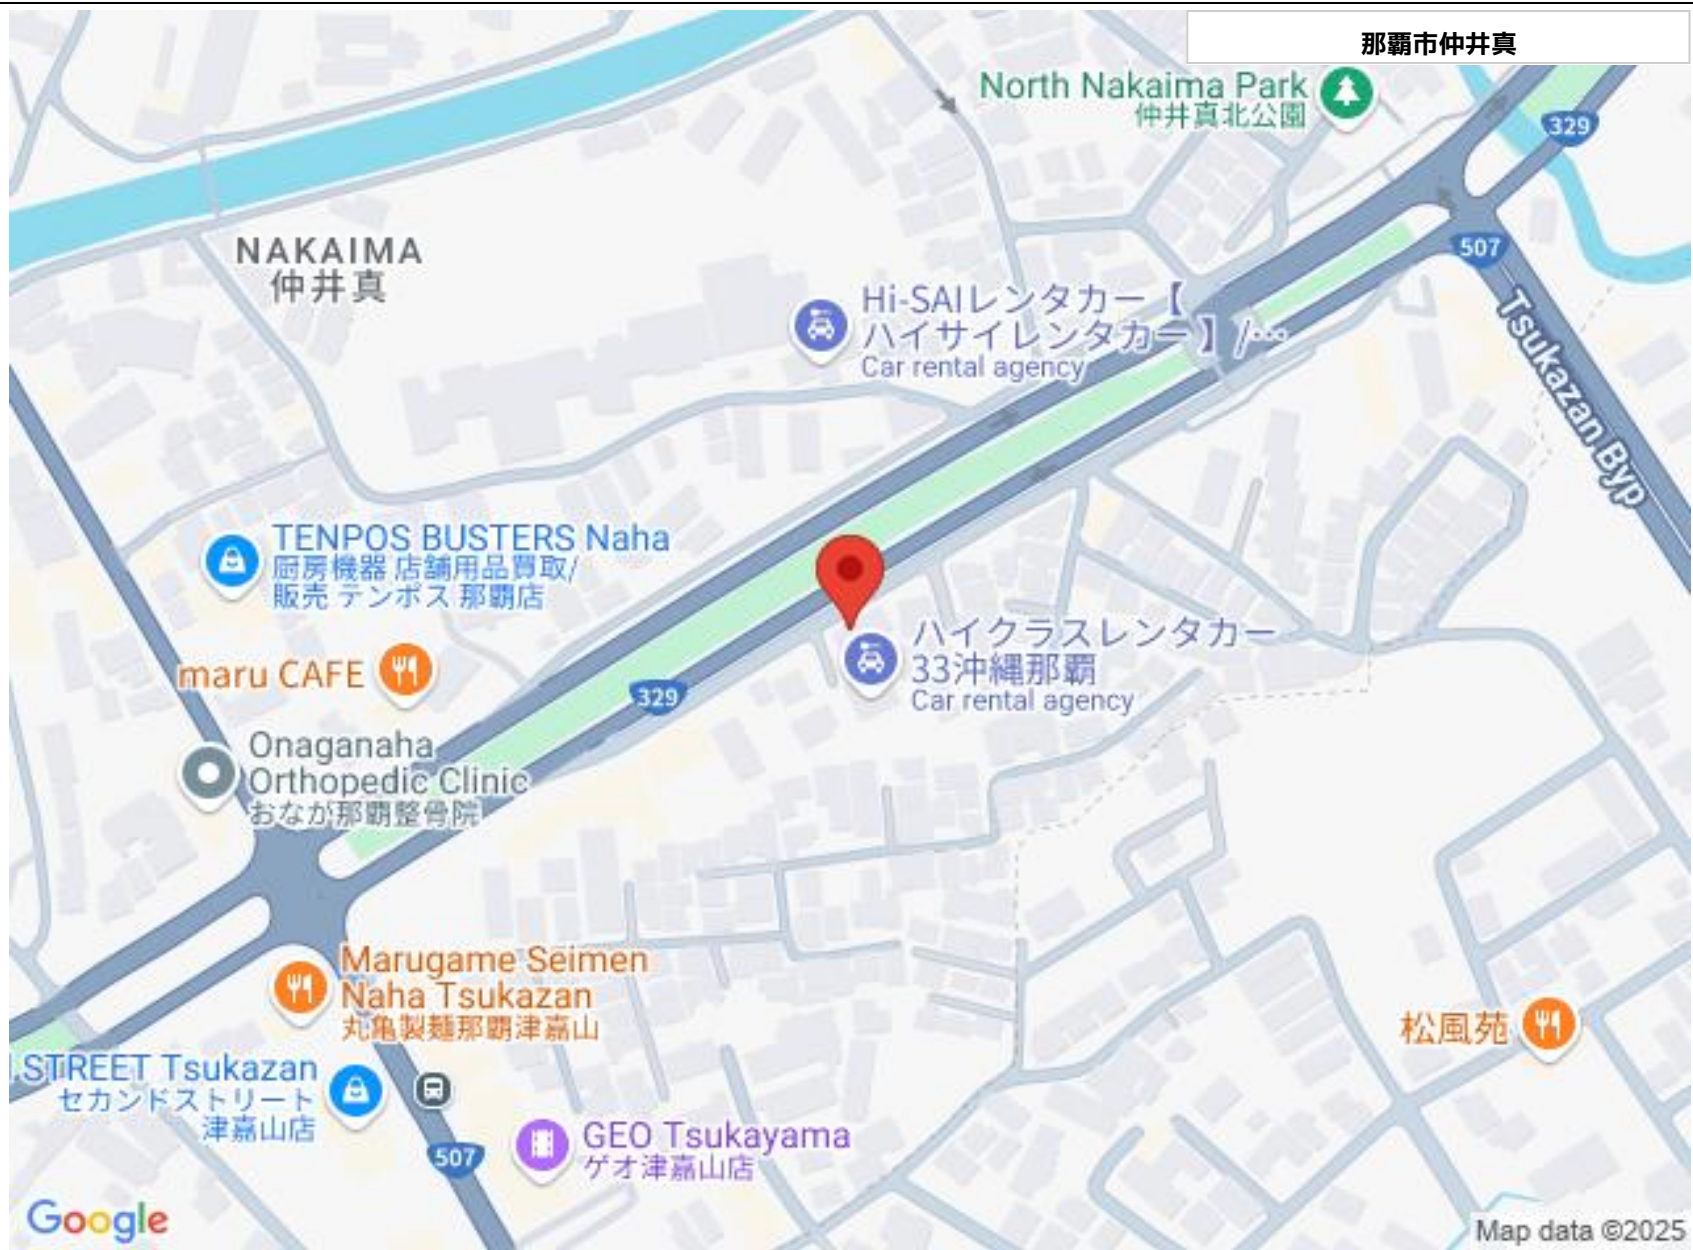 那覇市仲井真
North Nakaima Park
仲井真北公園
329
507
NAKAIMA
仲井真
Hi-SAIレンタカー【
ハイサイレンタカー】/…
Car rental agency
Tsukazan Byp
TENPOS BUSTERS Naha
厨房機器 店舗用品買取/
販売 テンポス 那覇店
ハイクラスレンタカー
33沖縄那覇
Car rental agency
maru CAFE
329
Onaganaha
Orthopedic Clinic
おなが那覇整骨院
Marugame Seimen
Naha Tsukazan
丸亀製麺那覇津嘉山
松風苑
STREET Tsukazan
セカンドストリート
津嘉山店
GEO Tsukayama
ゲオ津嘉山店
507
Google
Map data ©2025